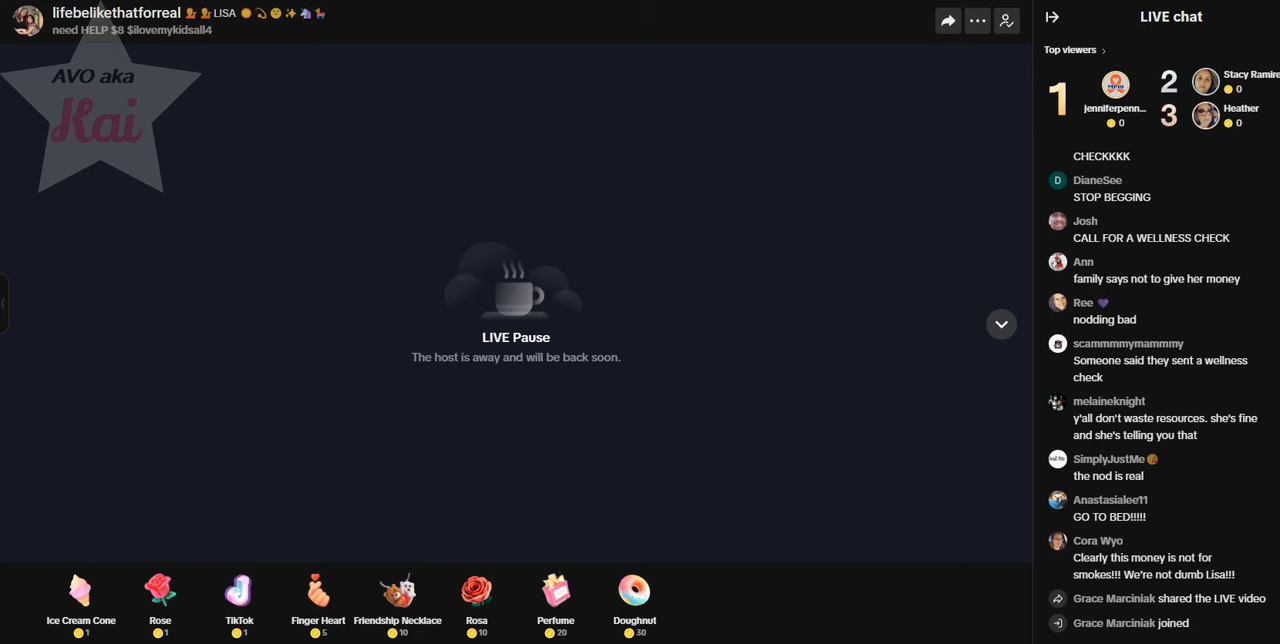 lifebelikethatforreal 💁💁LISA 🌞💫🌝✨🦄🎠
need HELP $8 $ilovemykidsall4
AVO aka
Kai
LIVE Pause
The host is away and will be back soon.
Ice Cream Cone
1
Rose
1
TikTok
1
Finger Heart
5
Friendship Necklace
10
Rosa
10
Perfume
20
Doughnut
30
LIVE chat
Top viewers >
1
MPHI
jenniferpenn...
0
2
Stacy Ramire
0
3
Heather
0
CHECKKKK
D
DianeSee
STOP BEGGING
Josh
CALL FOR A WELLNESS CHECK
Ann
family says not to give her money
Ree 💜
nodding bad
scammmmymammmy
Someone said they sent a wellness
check
melaineknight
y'all don't waste resources. she's fine
and she's telling you that
SimplyJustMe🍪
the nod is real
Anastasialee11
GO TO BED!!!!!
Cora Wyo
Clearly this money is not for
smokes!!! We're not dumb Lisa!!!
Grace Marciniak shared the LIVE video
Grace Marciniak joined